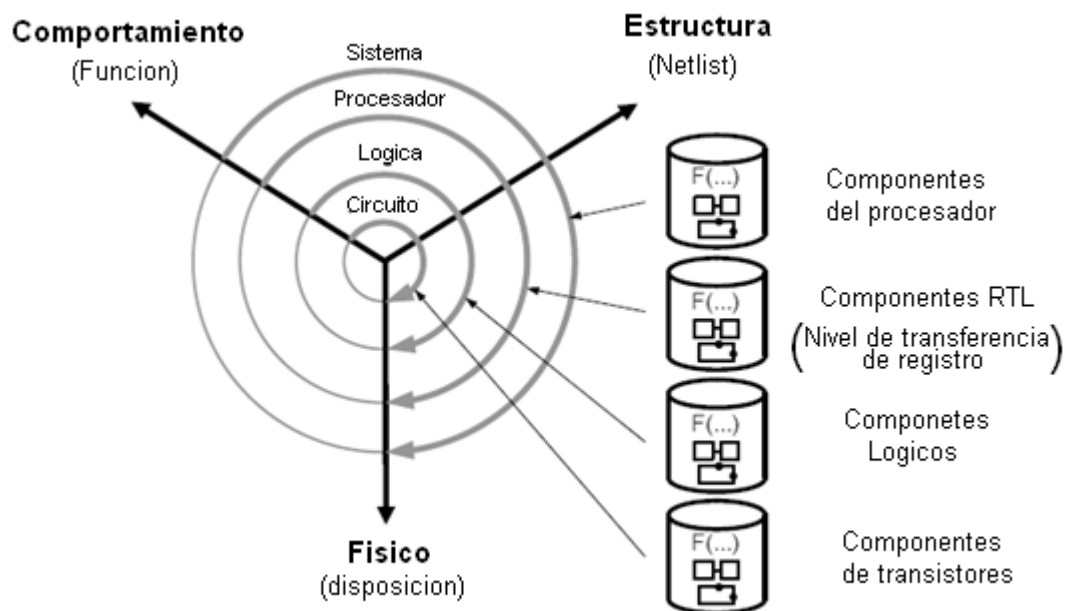 Comportamiento
(Funcion)
Estructura
(Netlist)
Sistema
Procesador
Logica
Circuito
Fisico
(disposicion)
F(...)
Componentes
del procesador
F(...)
Componentes RTL
(Nivel de transferencia
de registro)
F(...)
Componetes
Logicos
F(...)
Componentes
de transistores